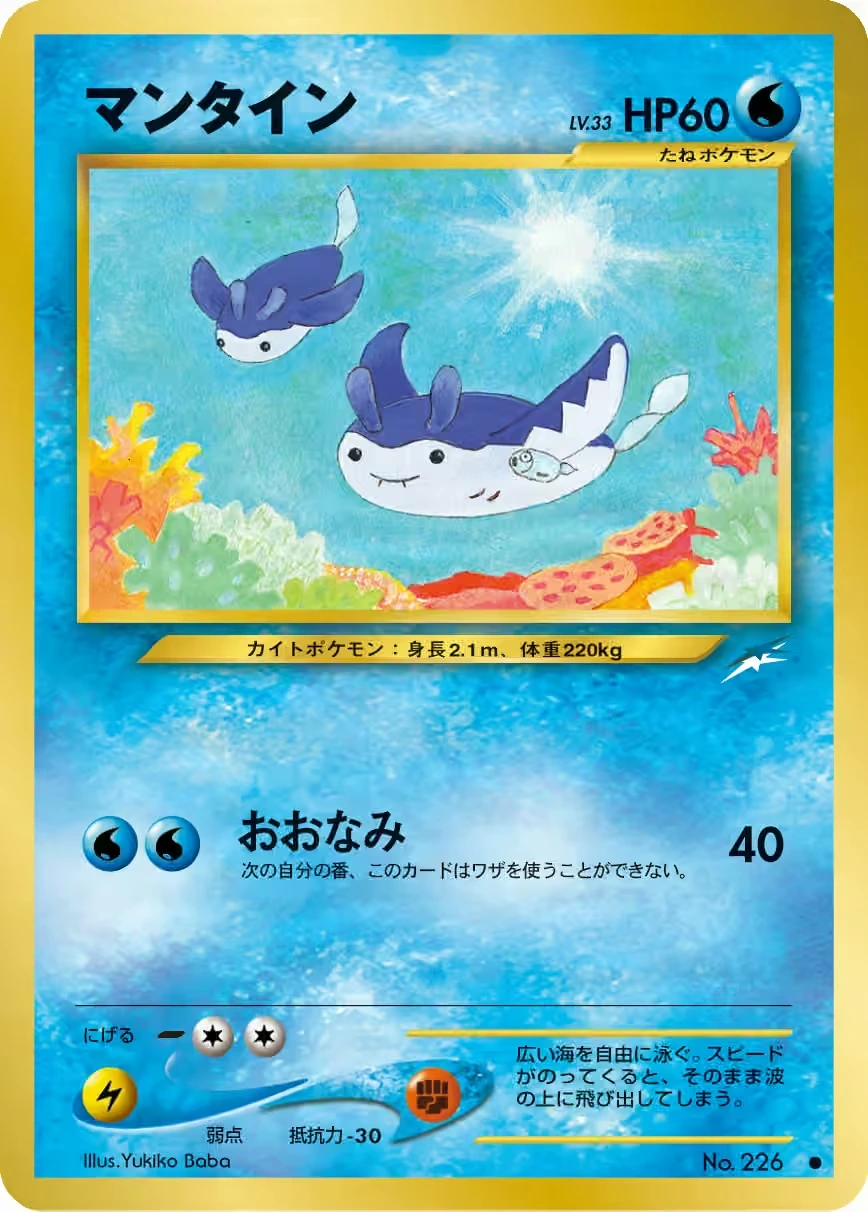 マンタイン
LV.33 HP60
たねポケモン
カイトポケモン：身長2.1m、体重220kg
おおなみ 40
次の自分の番、このカードはワザを使うことができない。
にげる
広い海を自由に泳ぐ。スピード
がのってくると、そのまま波
の上に飛び出してしまう。
弱点 抵抗力-30
Illus.Yukiko Baba
No. 226